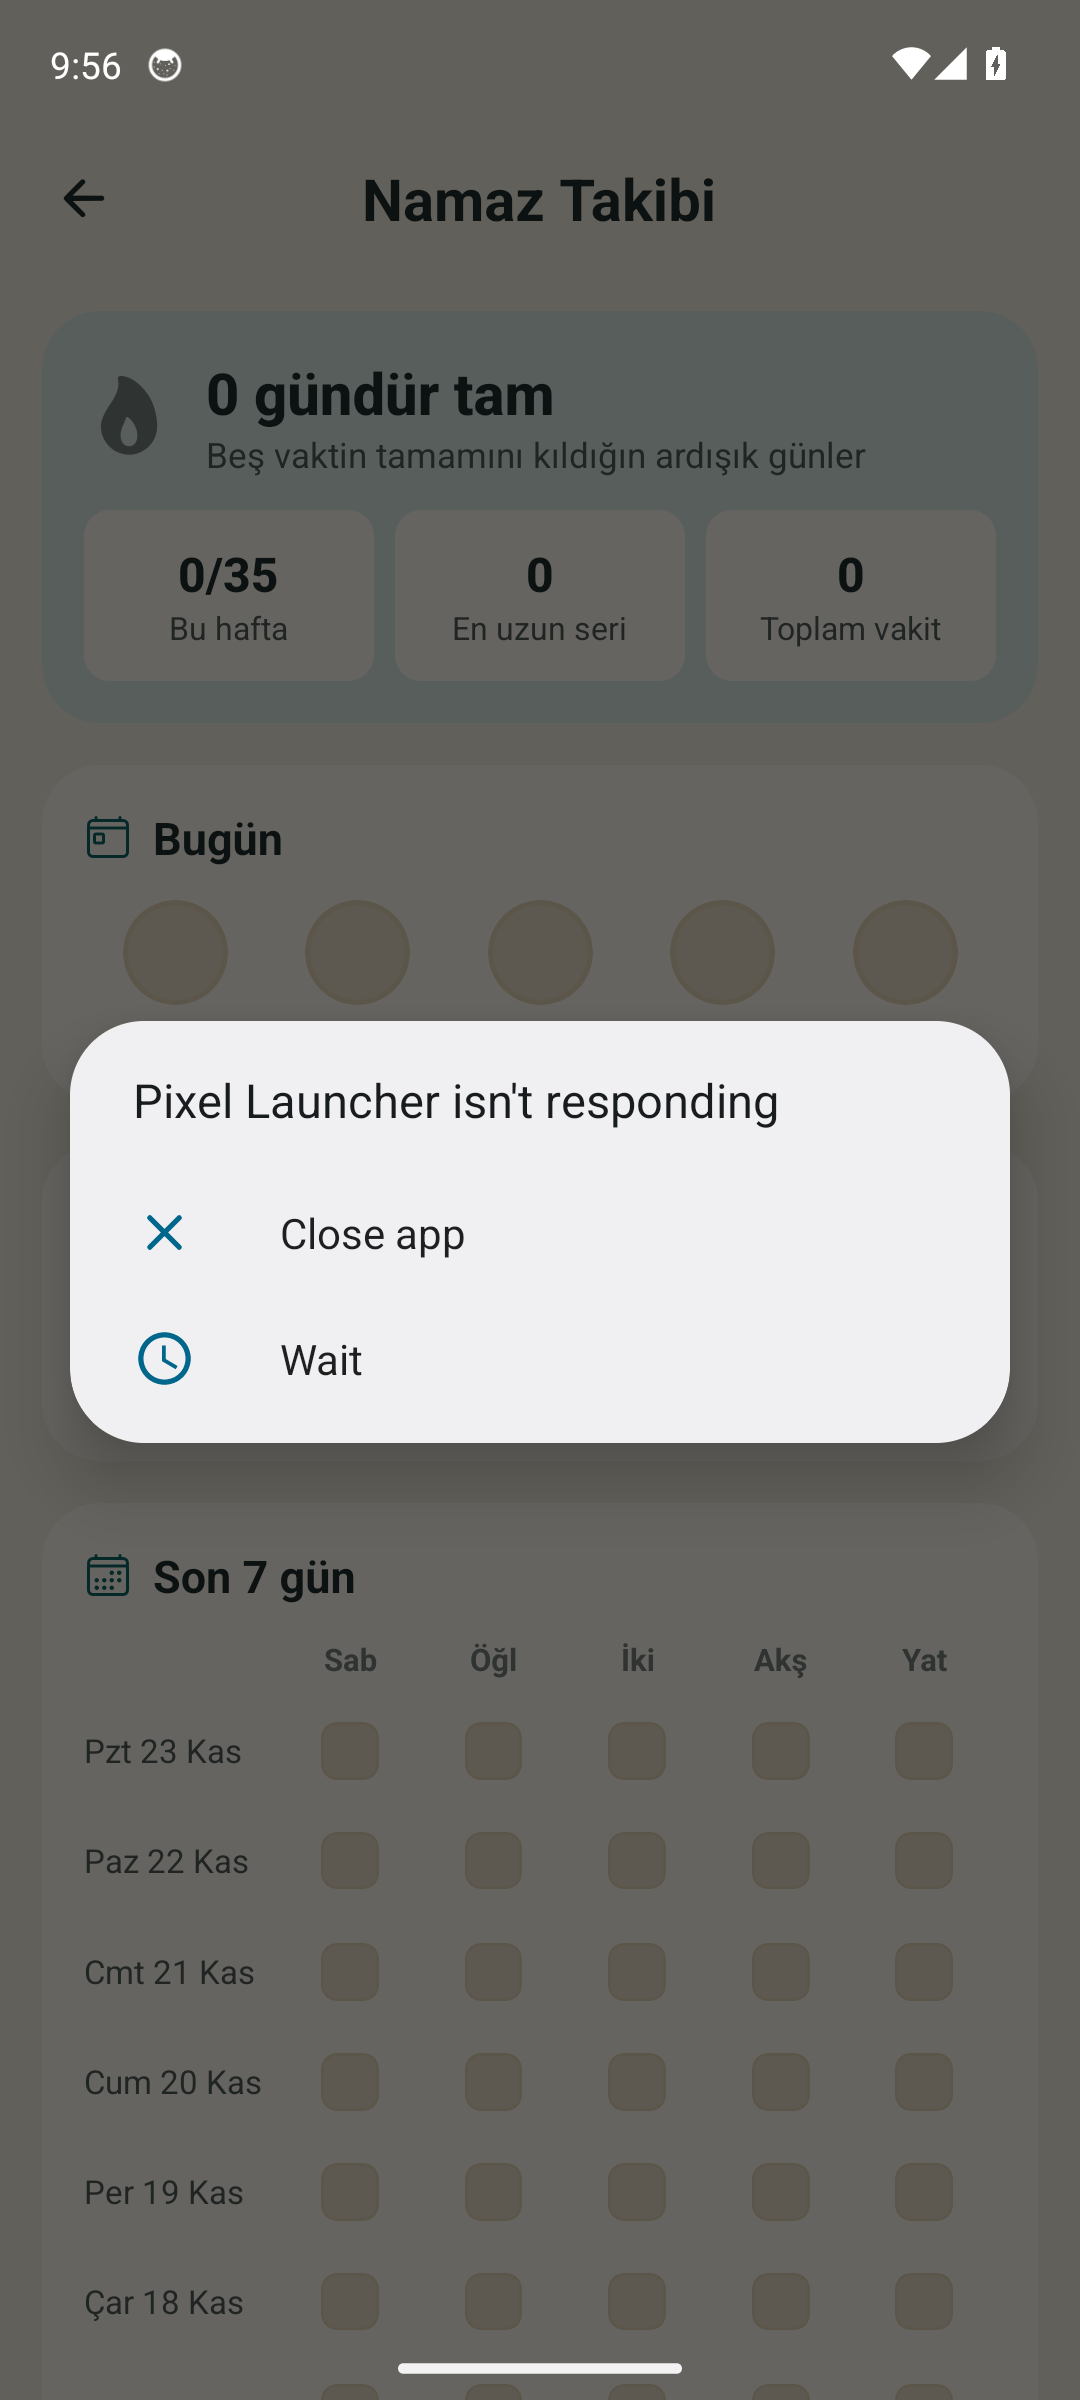 9:56
Namaz Takibi
0 gündür tam
Beş vaktin tamamını kıldığın ardışık günler
0/35 0 0
Bu hafta En uzun seri Toplam vakit
Bugün
Pixel Launcher isn't responding
Close app
Wait
Son 7 gün
Sab Öğl İki Akş Yat
Pzt 23 Kas
Paz 22 Kas
Cmt 21 Kas
Cum 20 Kas
Per 19 Kas
Çar 18 Kas